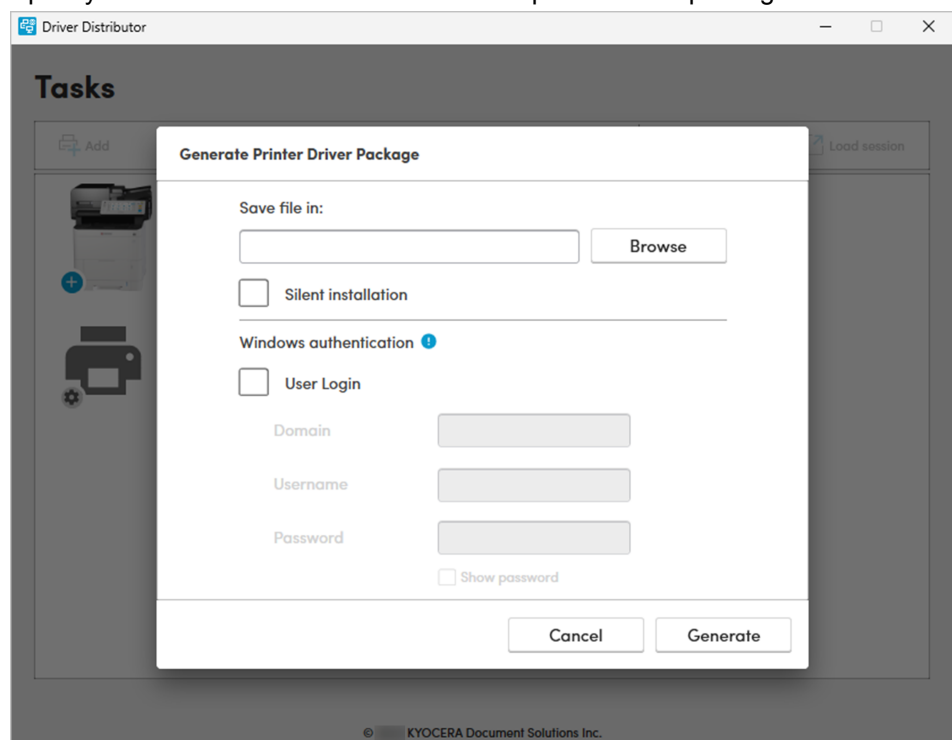 Driver Distributor
Tasks
Add
Load session
Generate Printer Driver Package
Save file in:
Browse
Silent installation
Windows authentication
User Login
Domain
Username
Password
Show password
Cancel
Generate
© KYOCERA Document Solutions Inc.